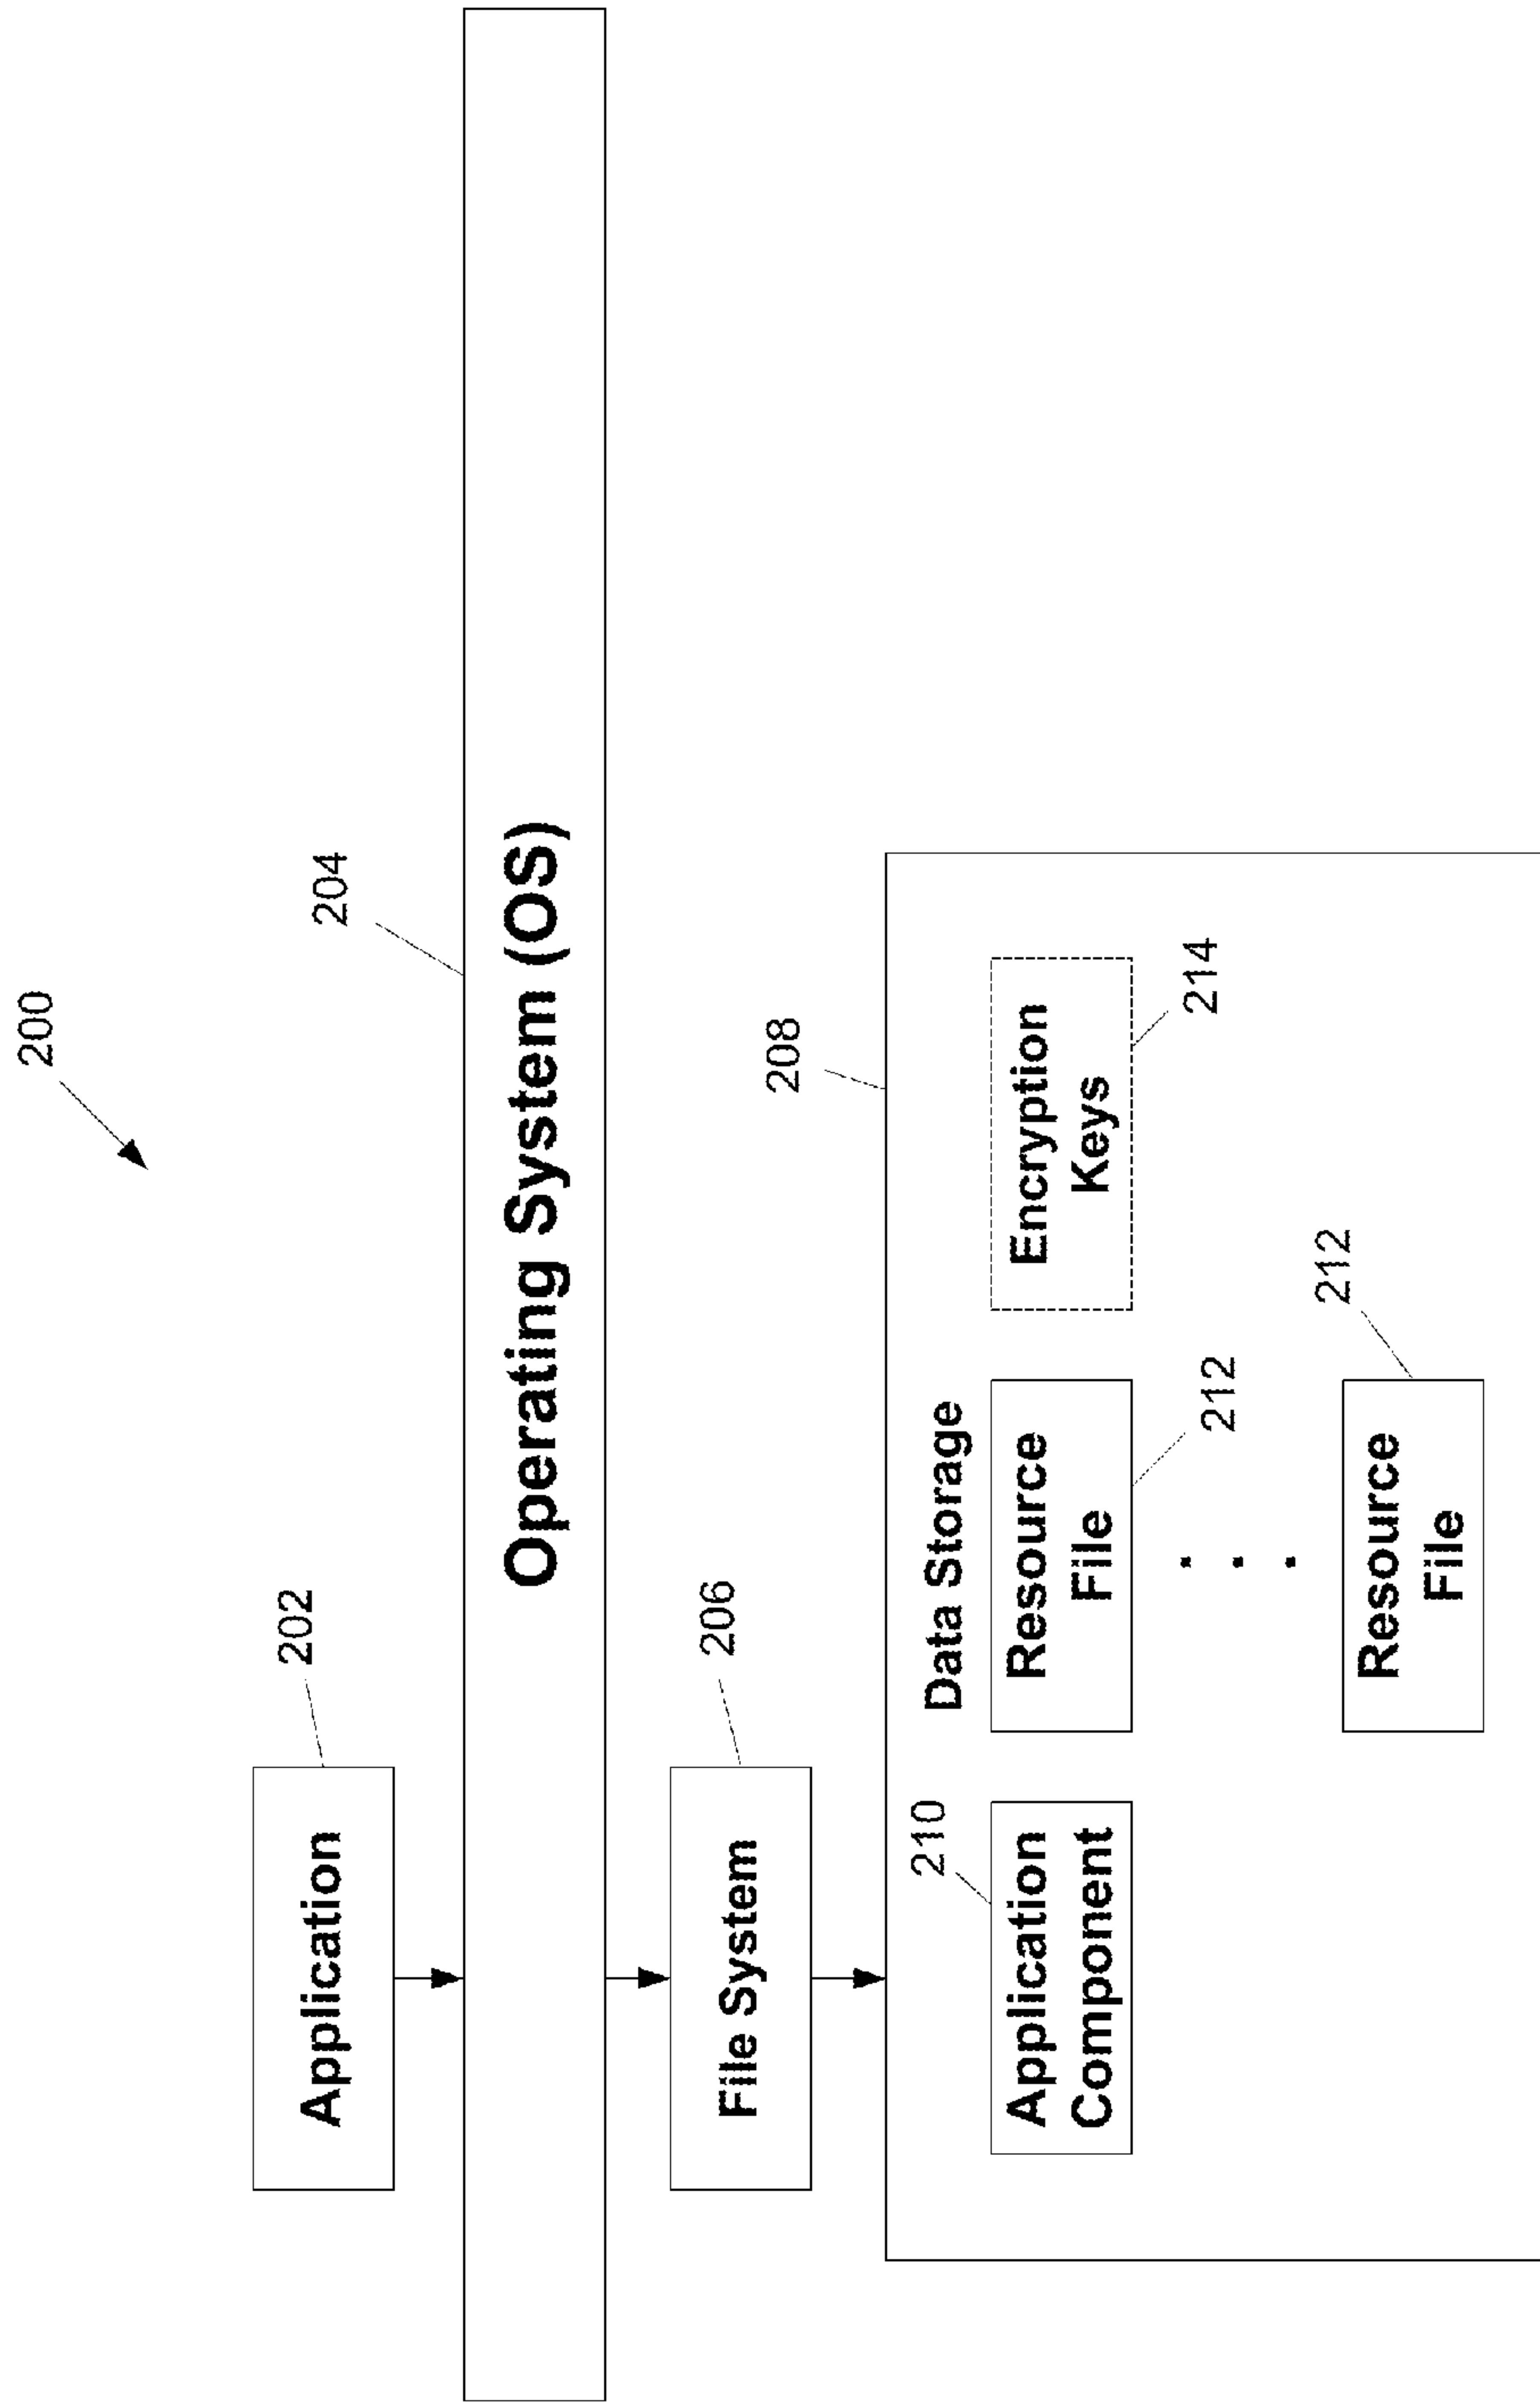 200
202
Application
204
Operating System (OS)
206
File System
208
Data Storage
210
Application
Component
Resource
File
212
Encryption
Keys
214
.
.
.
Resource
File
212